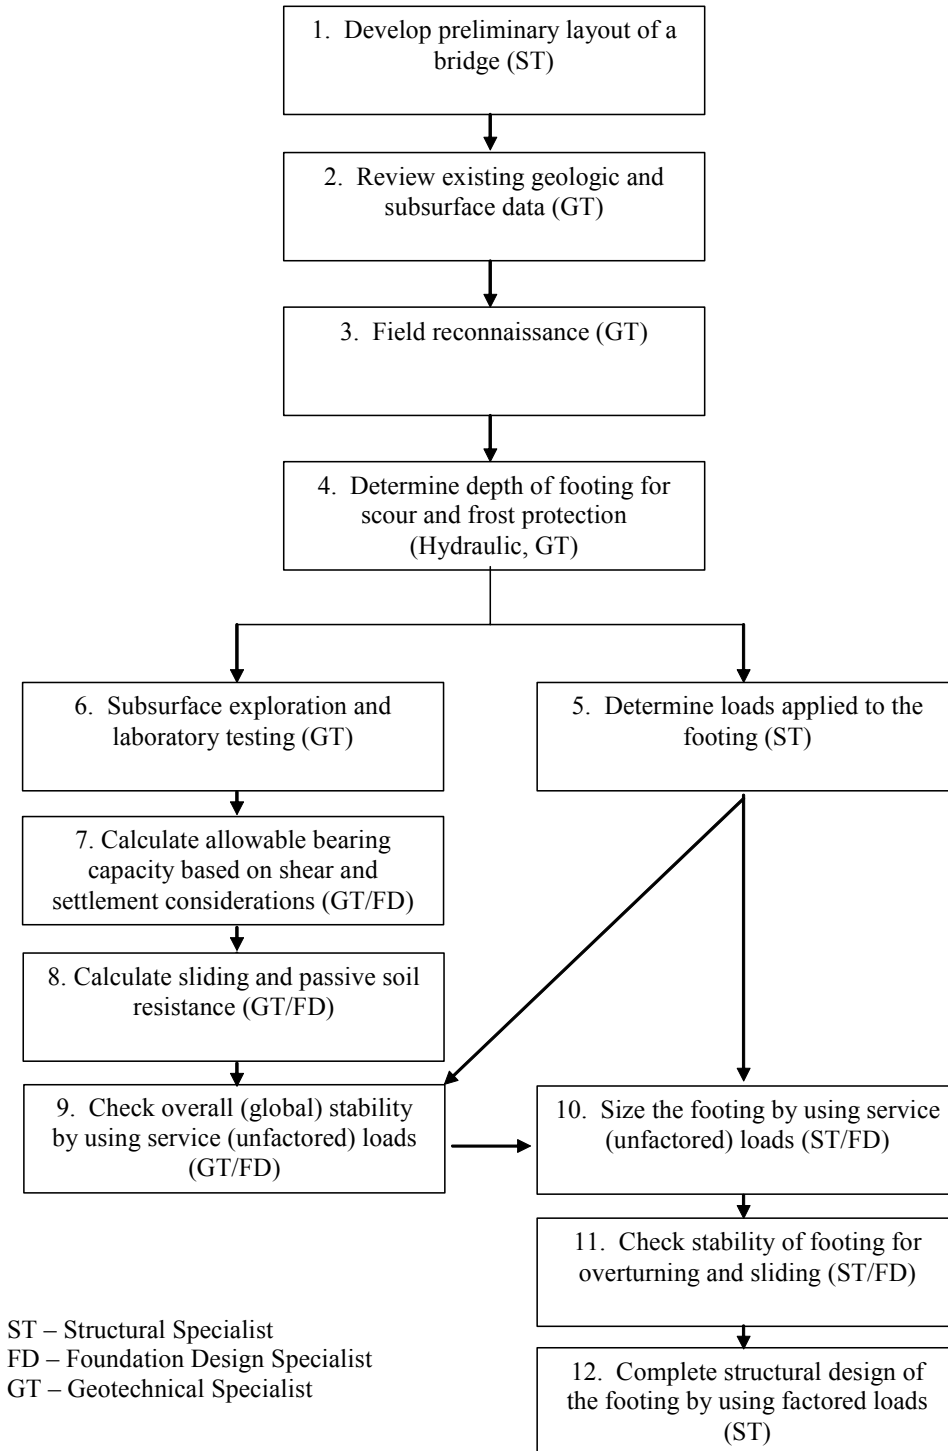 1. Develop preliminary layout of a
bridge (ST)
2. Review existing geologic and
subsurface data (GT)
3. Field reconnaissance (GT)
4. Determine depth of footing for
scour and frost protection
(Hydraulic, GT)
6. Subsurface exploration and
laboratory testing (GT)
5. Determine loads applied to the
footing (ST)
7. Calculate allowable bearing
capacity based on shear and
settlement considerations (GT/FD)
8. Calculate sliding and passive soil
resistance (GT/FD)
9. Check overall (global) stability
by using service (unfactored) loads
(GT/FD)
10. Size the footing by using service
(unfactored) loads (ST/FD)
11. Check stability of footing for
overturning and sliding (ST/FD)
12. Complete structural design of
the footing by using factored loads
(ST)
ST – Structural Specialist
FD – Foundation Design Specialist
GT – Geotechnical Specialist